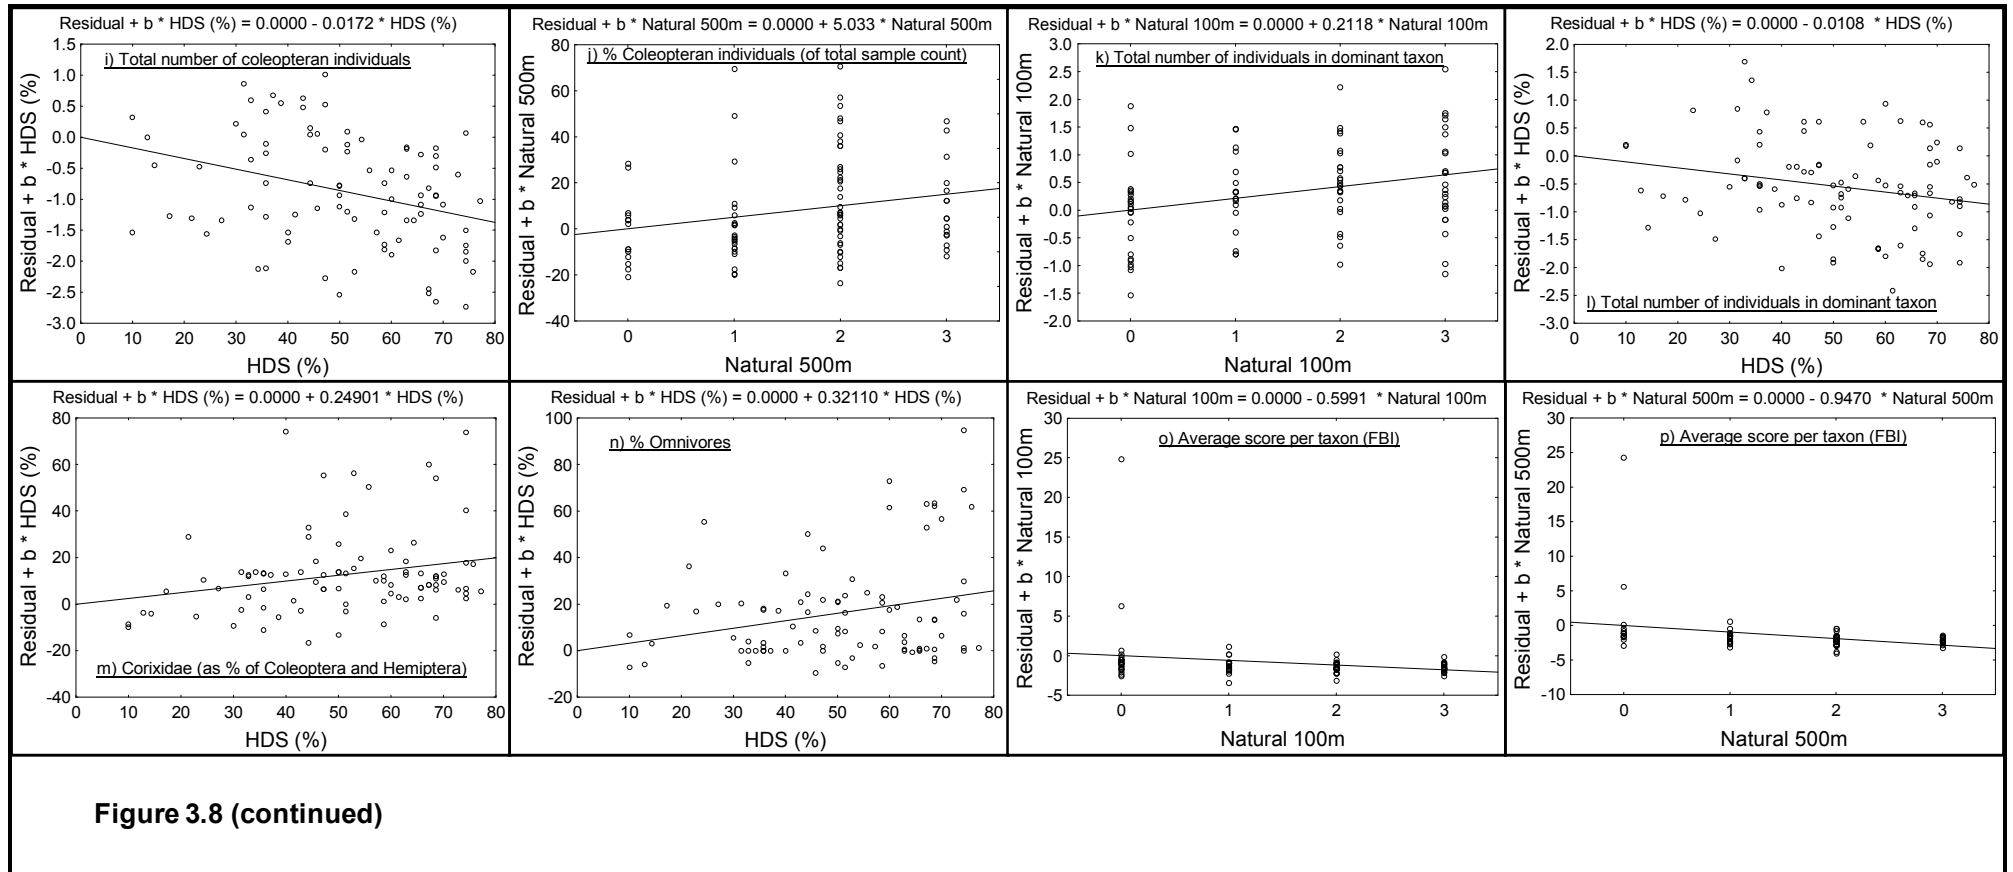 Residual + b * HDS (%) = 0.0000 - 0.0172 * HDS (%)
i) Total number of coleopteran individuals
Residual + b * HDS (%)
1.5
1.0
0.5
0.0
-0.5
-1.0
-1.5
-2.0
-2.5
-3.0
0 10 20 30 40 50 60 70 80
HDS (%)
Residual + b * Natural 500m = 0.0000 + 5.033 * Natural 500m
j) % Coleopteran individuals (of total sample count)
Residual + b * Natural 500m
80
60
40
20
0
-20
-40
0 1 2 3
Natural 500m
Residual + b * Natural 100m = 0.0000 + 0.2118 * Natural 100m
k) Total number of individuals in dominant taxon
Residual + b * Natural 100m
3.0
2.5
2.0
1.5
1.0
0.5
0.0
-0.5
-1.0
-1.5
-2.0
0 1 2 3
Natural 100m
Residual + b * HDS (%) = 0.0000 - 0.0108 * HDS (%)
Residual + b * HDS (%)
2.0
1.5
1.0
0.5
0.0
-0.5
-1.0
-1.5
-2.0
-2.5
-3.0
l) Total number of individuals in dominant taxon
0 10 20 30 40 50 60 70 80
HDS (%)
Residual + b * HDS (%) = 0.0000 + 0.24901 * HDS (%)
Residual + b * HDS (%)
80
60
40
20
0
-20
-40
m) Corixidae (as % of Coleoptera and Hemiptera)
0 10 20 30 40 50 60 70 80
HDS (%)
Residual + b * HDS (%) = 0.0000 + 0.32110 * HDS (%)
n) % Omnivores
Residual + b * HDS (%)
100
80
60
40
20
0
-20
0 10 20 30 40 50 60 70 80
HDS (%)
Residual + b * Natural 100m = 0.0000 - 0.5991 * Natural 100m
o) Average score per taxon (FBI)
Residual + b * Natural 100m
30
25
20
15
10
5
0
-5
0 1 2 3
Natural 100m
Residual + b * Natural 500m = 0.0000 - 0.9470 * Natural 500m
p) Average score per taxon (FBI)
Residual + b * Natural 500m
30
25
20
15
10
5
0
-5
-10
0 1 2 3
Natural 500m
Figure 3.8 (continued)